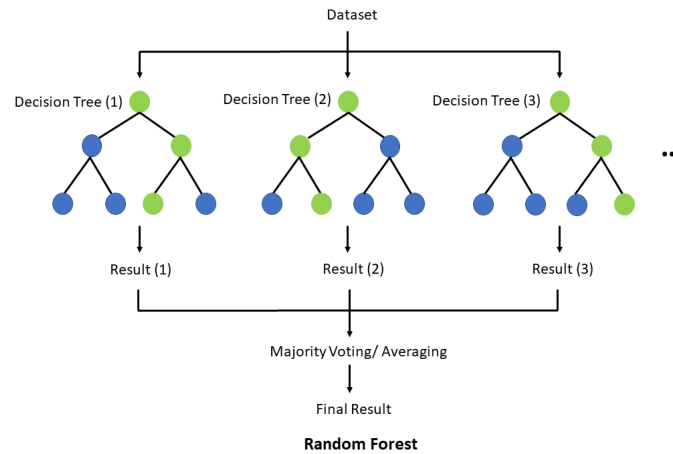 Dataset
Decision Tree (1)
Decision Tree (2)
Decision Tree (3)
..
Result (1)
Result (2)
Result (3)
Majority Voting/ Averaging
Final Result
Random Forest